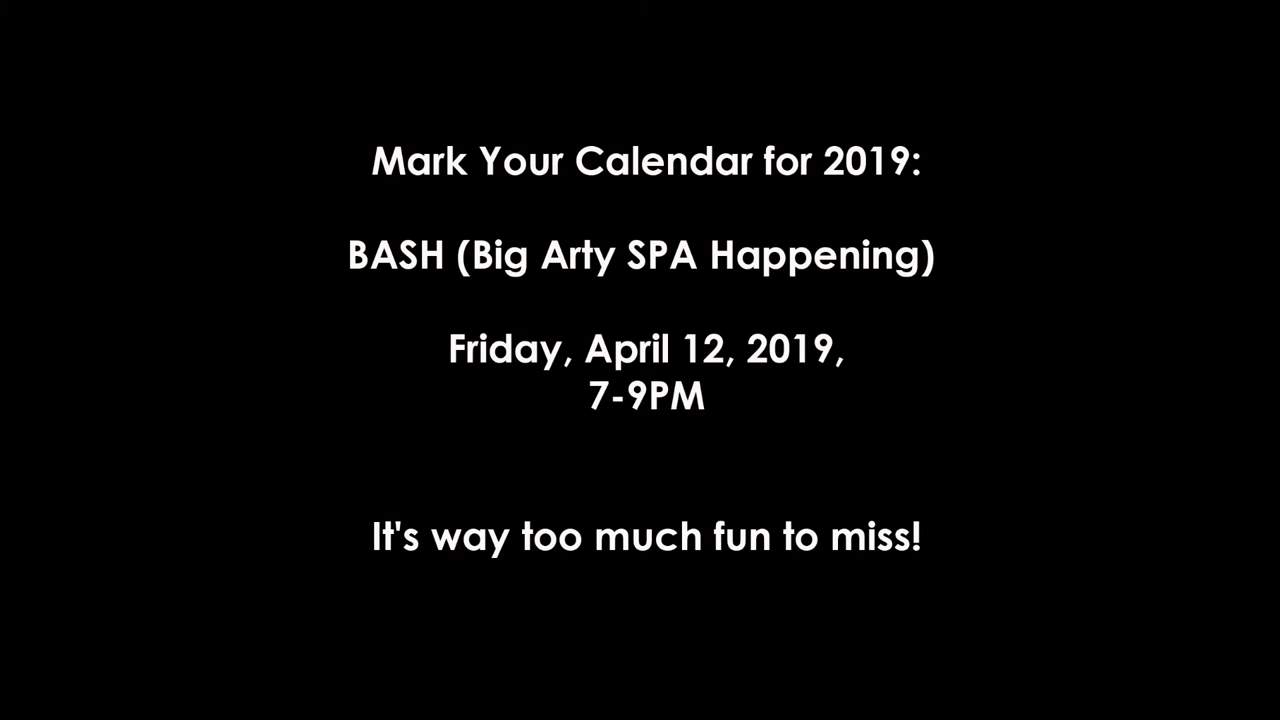 Mark Your Calendar for 2019:
BASH (Big Arty SPA Happening)
Friday, April 12, 2019,
7-9PM
It's way too much fun to miss!